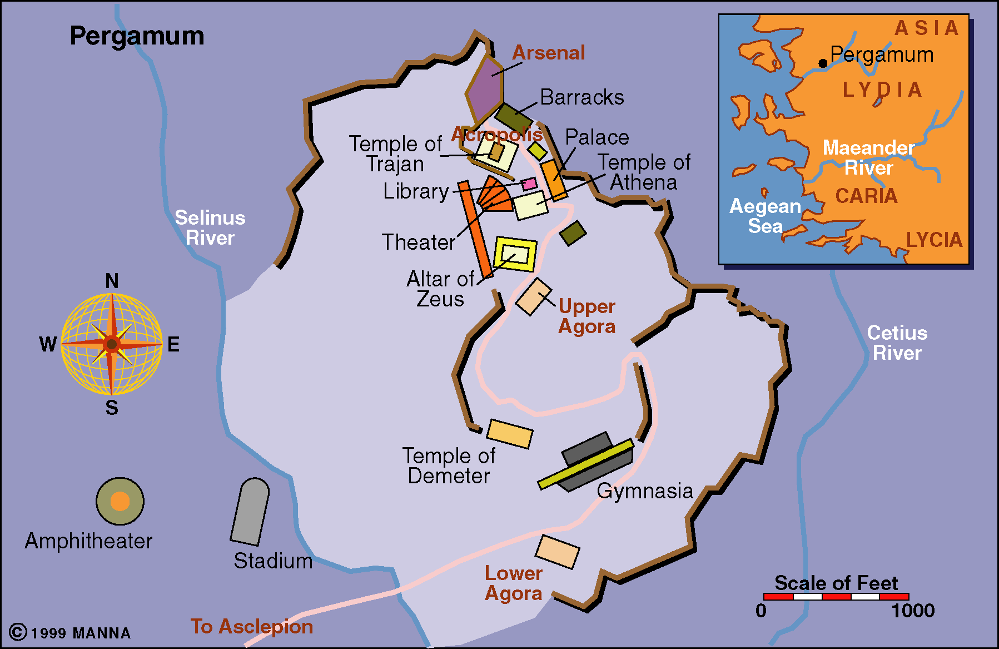 Pergamum
Arsenal
Barracks
Acropolis
Palace
Temple of
Trajan
Temple of
Athena
Library
Theater
Altar of
Zeus
Upper
Agora
Selinus
River
N
W
E
S
Temple of
Demeter
Gymnasia
Amphitheater
Stadium
Lower
Agora
To Asclepion
© 1999 MANNA
ASIA
Pergamum
LYDIA
Maeander
River
CARIA
Aegean
Sea
LYCIA
Cetius
River
Scale of Feet
0
1000